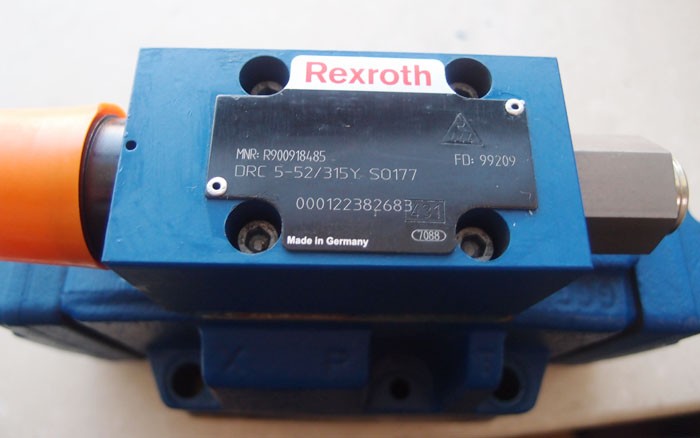 Rexroth
MNR: R900918485
FD: 99209
DRC 5-52/315Y SO177
000122382683
Made in Germany
7088
P